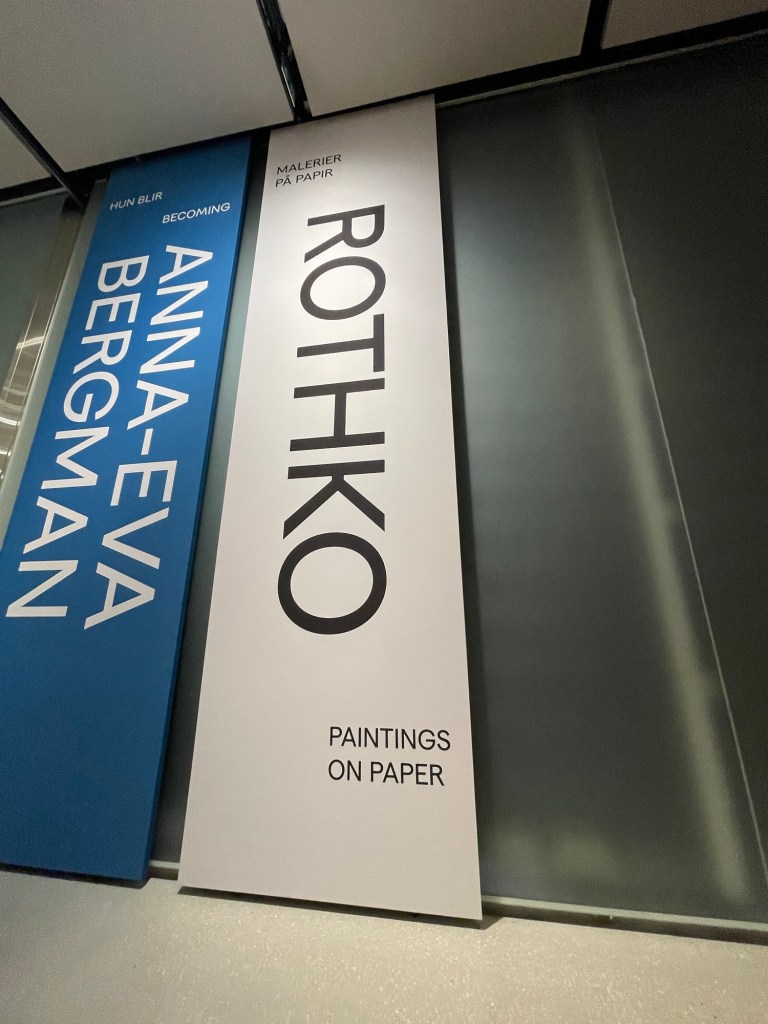 HUN BLIR
BECOMING
ANNA-EVA
BERGMAN
MALERIER
PÅ PAPIR
ROTHKO
PAINTINGS
ON PAPER